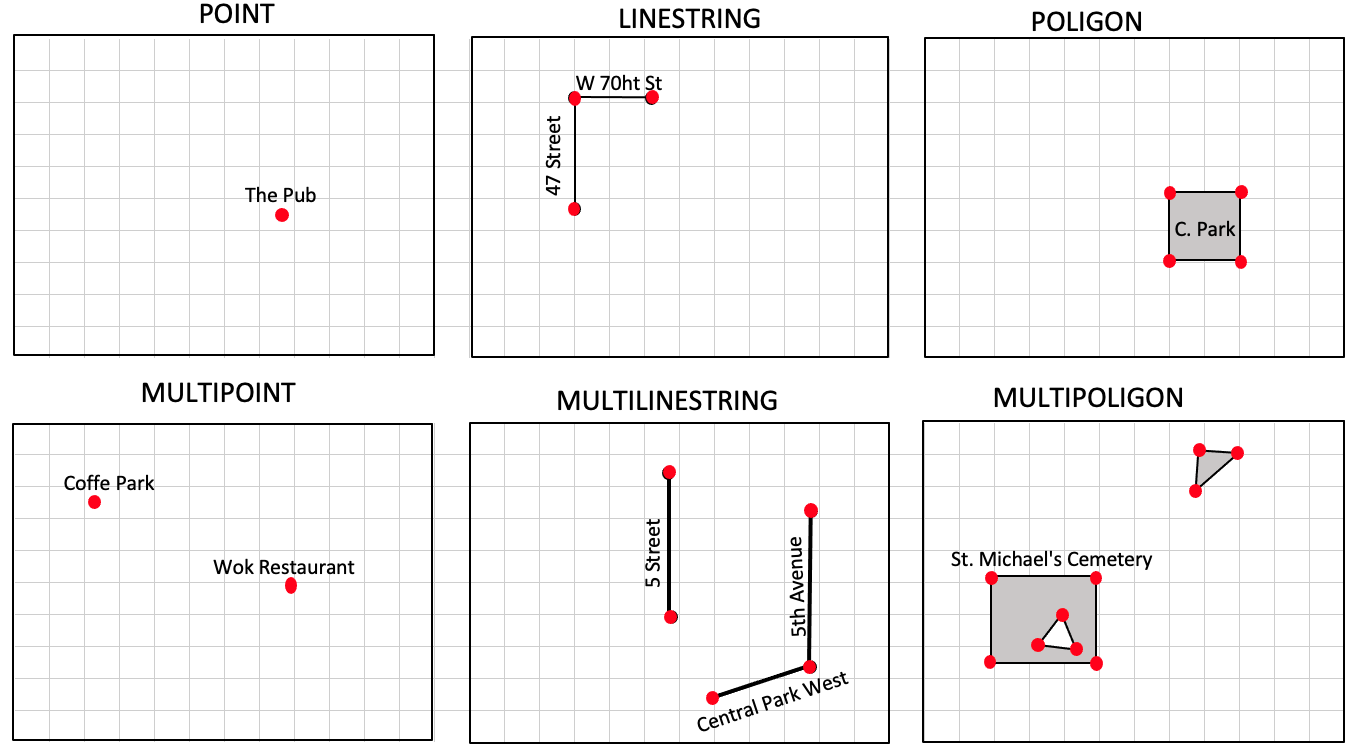 POINT
LINESTRING
POLIGON
The Pub
W 70ht St
47 Street
C. Park
MULTIPOINT
MULTILINESTRING
MULTIPOLIGON
Coffe Park
Wok Restaurant
5 Street
5th Avenue
Central Park West
St. Michael's Cemetery